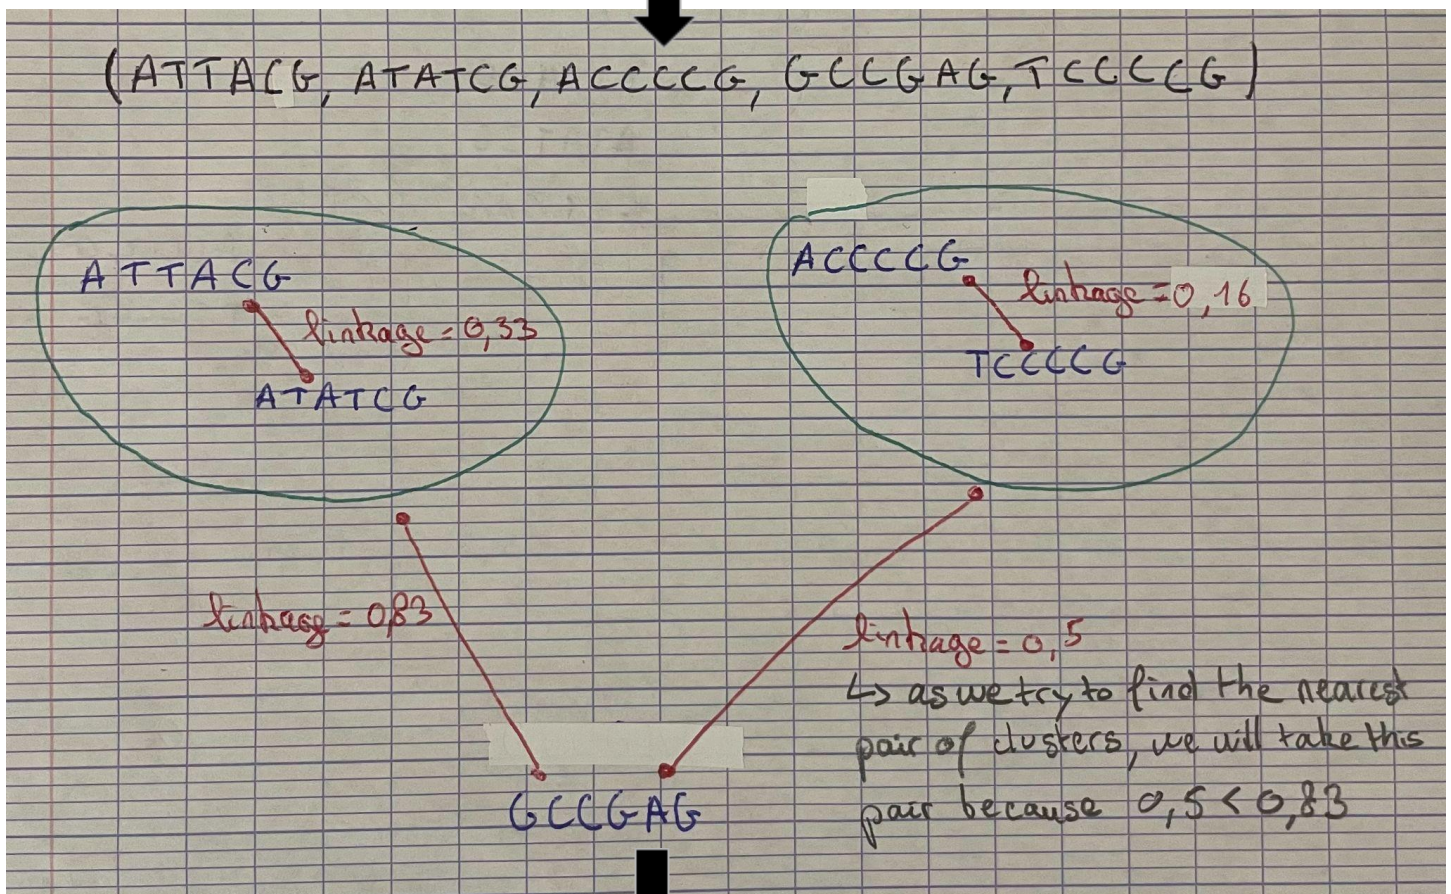 (ATTACG, ATATCG, ACCCCG, GCCGAG, TCCCCG)
ATTACG
linkage = 0,33
ATATCG
ACCCCG
linkage = 0,16
TCCCCG
linkage = 0,83
linkage = 0,5
↳ as we try to find the nearest
pair of clusters, we will take this
pair because 0,5 < 0,83
GCCGAG